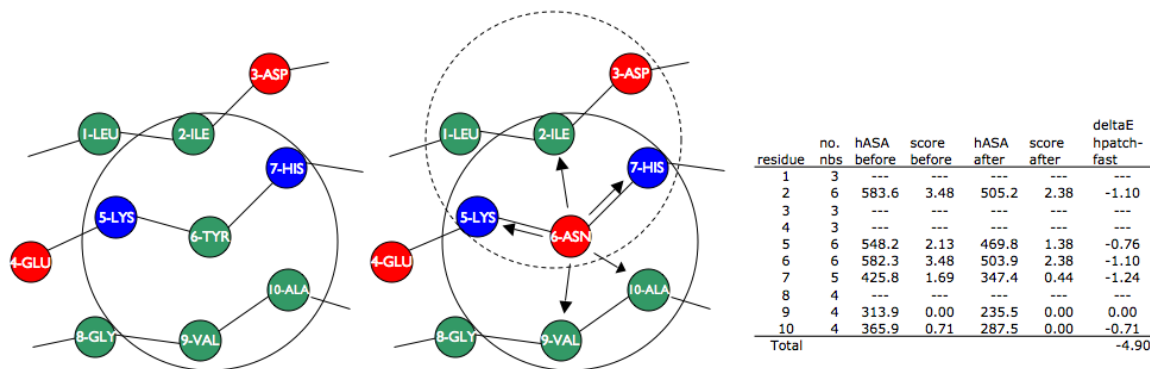 3-ASP
1-LEU
2-ILE
7-HIS
5-LYS
6-TYR
4-GLU
10-ALA
8-GLY
9-VAL
3-ASP
1-LEU
2-ILE
7-HIS
5-LYS
6-ASN
4-GLU
10-ALA
8-GLY
9-VAL
deltaE
no. hASA score hASA score hpatch-
residue nbs before before after after fast
1 3 --- --- --- --- ---
2 6 583.6 3.48 505.2 2.38 -1.10
3 3 --- --- --- --- ---
4 3 --- --- --- --- ---
5 6 548.2 2.13 469.8 1.38 -0.76
6 6 582.3 3.48 503.9 2.38 -1.10
7 5 425.8 1.69 347.4 0.44 -1.24
8 4 --- --- --- --- ---
9 4 313.9 0.00 235.5 0.00 0.00
10 4 365.9 0.71 287.5 0.00 -0.71
Total -4.90